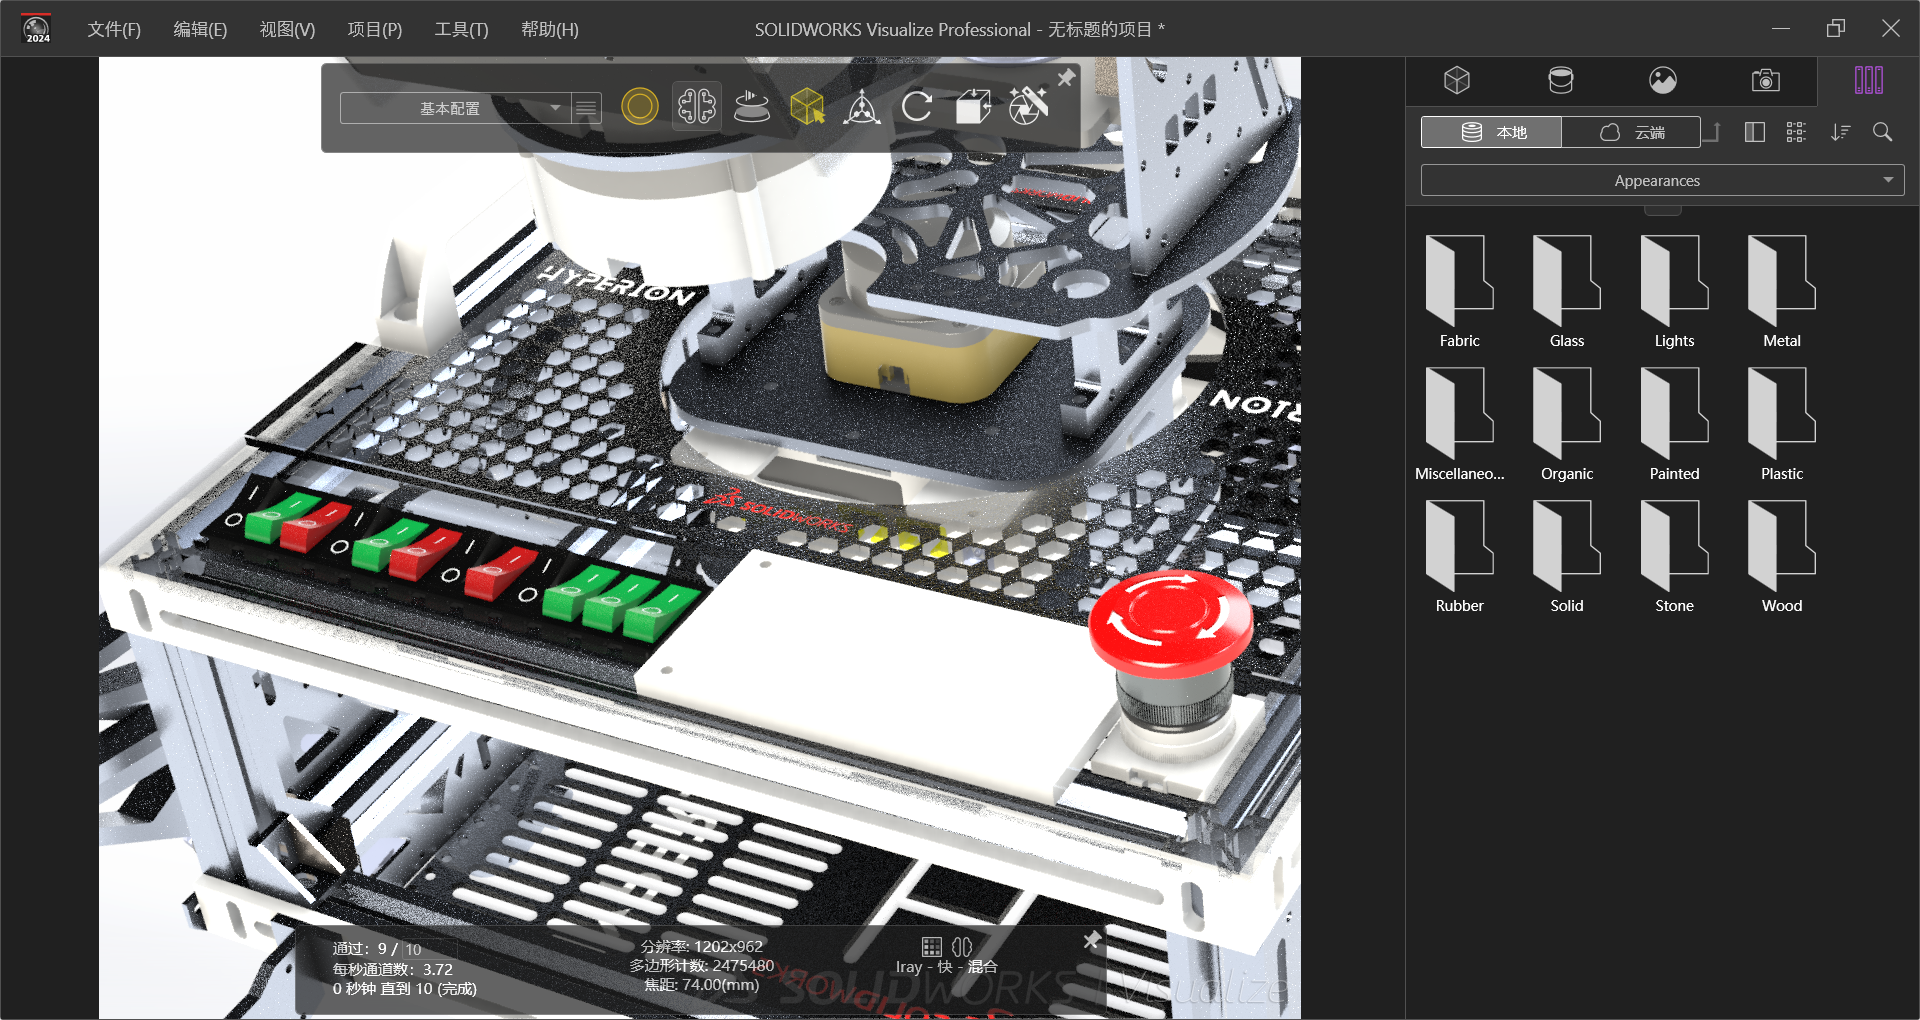 2024
文件(F) 编辑(E) 视图(V) 项目(P) 工具(T) 帮助(H)
SOLIDWORKS Visualize Professional - 无标题的项目 *
基本配置
本地
云端
Appearances
Fabric
Glass
Lights
Metal
Miscellaneo...
Organic
Painted
Plastic
Rubber
Solid
Stone
Wood
HYPERION
SOLIDWORKS
通过: 9 / 10
每秒通道数: 3.72
0 秒钟 直到 10 (完成)
分辨率: 1202x962
多边形计数: 2475480
焦距: 74.00(mm)
Iray - 快 - 混合
SOLIDWORKS | Visualize